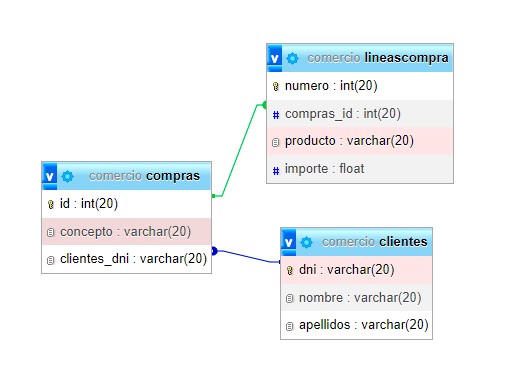 comercio lineascompra
numero : int(20)
compras_id : int(20)
producto : varchar(20)
importe : float
comercio compras
id : int(20)
concepto : varchar(20)
clientes_dni : varchar(20)
comercio clientes
dni : varchar(20)
nombre : varchar(20)
apellidos : varchar(20)